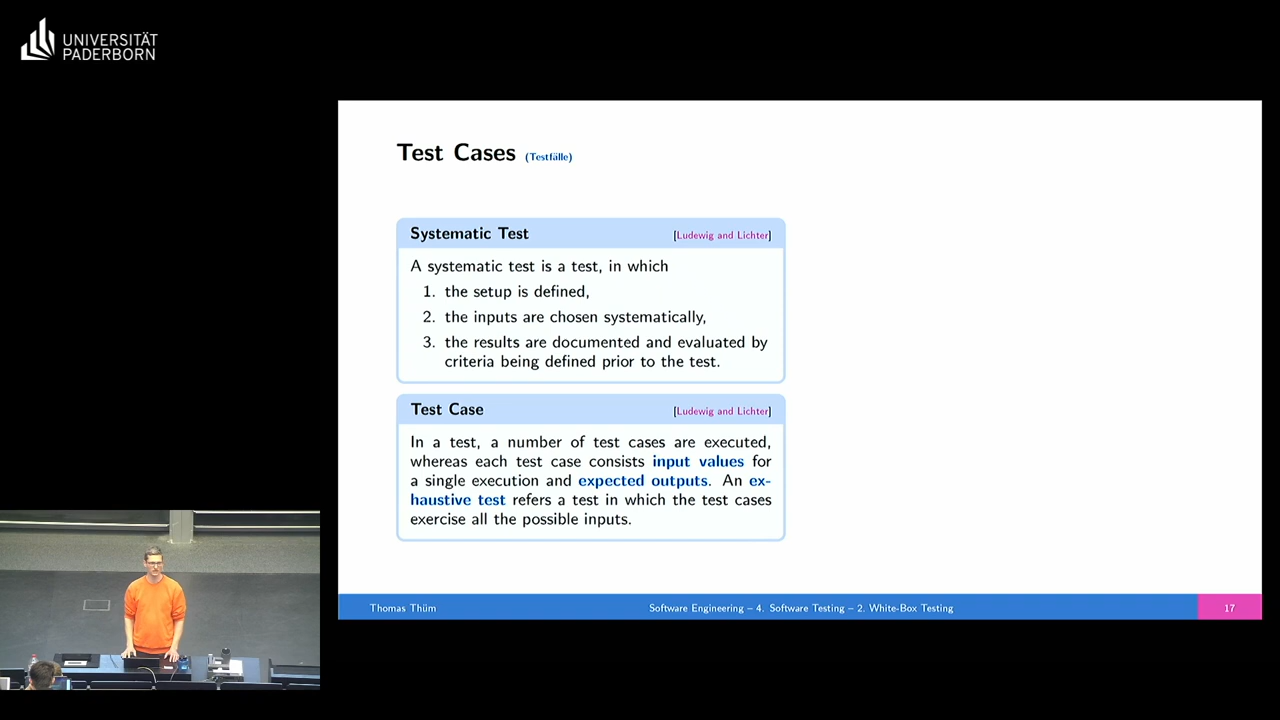 UNIVERSITÄT
PADERBORN
Test Cases (Testfälle)
Systematic Test [Ludewig and Lichter]
A systematic test is a test, in which
1. the setup is defined,
2. the inputs are chosen systematically,
3. the results are documented and evaluated by
criteria being defined prior to the test.
Test Case [Ludewig and Lichter]
In a test, a number of test cases are executed,
whereas each test case consists input values for
a single execution and expected outputs. An ex-
haustive test refers a test in which the test cases
exercise all the possible inputs.
Thomas Thüm Software Engineering – 4. Software Testing – 2. White-Box Testing 17